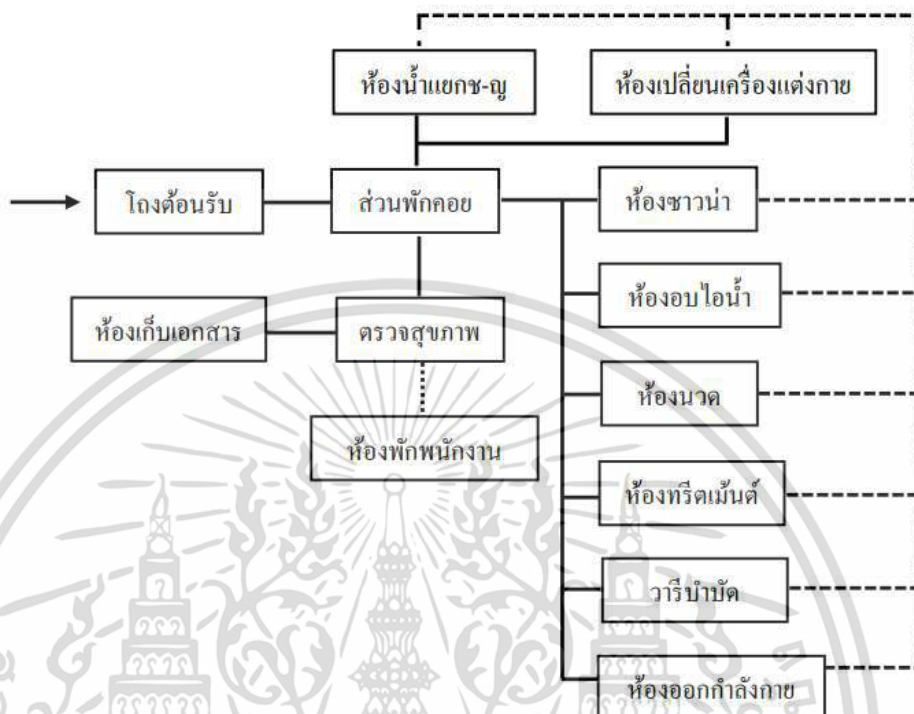 ห้องน้ำแยกช-ญ
ห้องเปลี่ยนเครื่องแต่งกาย
โถงต้อนรับ
ส่วนพักคอย
ห้องซาวน่า
ห้องอบไอน้ำ
ห้องเก็บเอกสาร
ตรวจสุขภาพ
ห้องนวด
ห้องพักพนักงาน
ห้องทรีตเม้นต์
วารีบำบัด
ห้องออกกำลังกาย